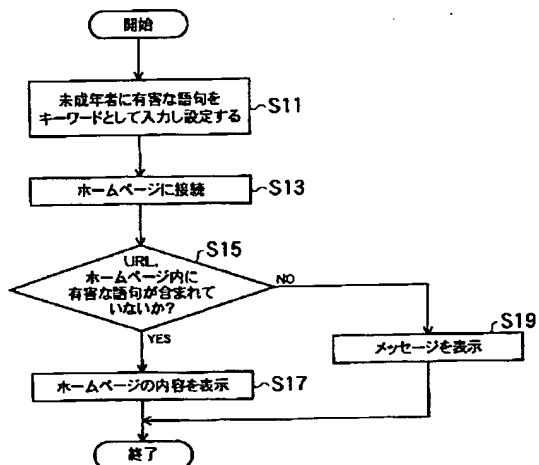 開始
未成年者に有害な語句を
キーワードとして入力し設定する
S11
ホームページに接続
S13
S15
URL,
ホームページ内に
有害な語句が含まれて
いないか?
NO
YES
S19
メッセージを表示
ホームページの内容を表示
S17
終了